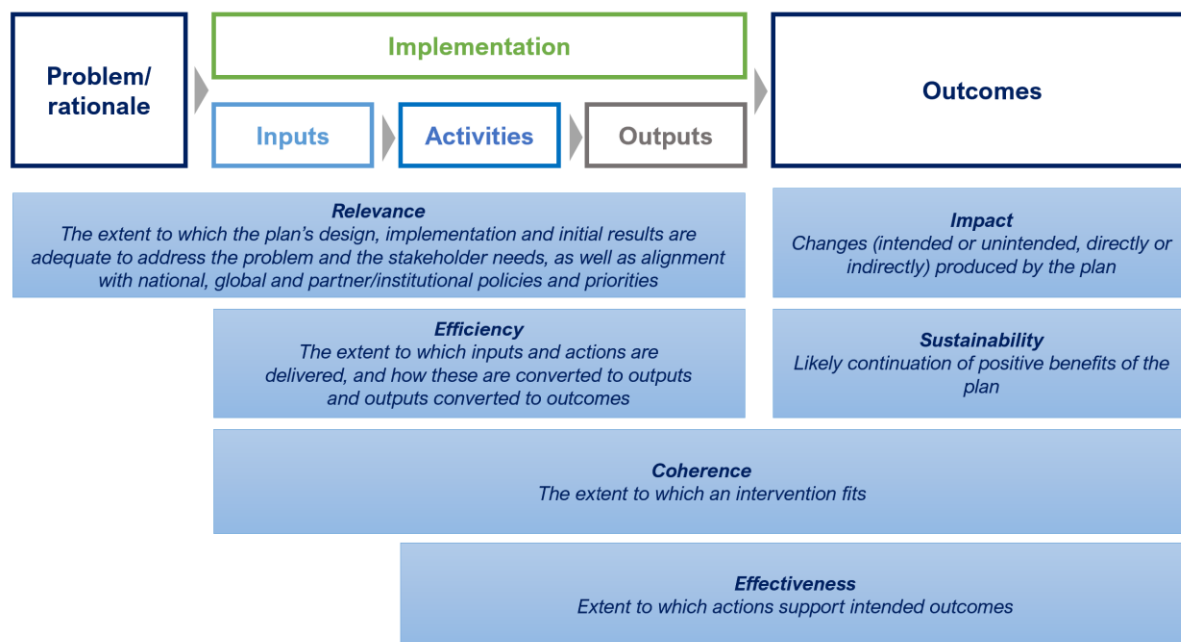 Problem/
rationale
Implementation
Inputs
Activities
Outputs
Outcomes
Relevance
The extent to which the plan's design, implementation and initial results are
adequate to address the problem and the stakeholder needs, as well as alignment
with national, global and partner/institutional policies and priorities
Impact
Changes (intended or unintended, directly or
indirectly) produced by the plan
Efficiency
The extent to which inputs and actions are
delivered, and how these are converted to outputs
and outputs converted to outcomes
Sustainability
Likely continuation of positive benefits of the
plan
Coherence
The extent to which an intervention fits
Effectiveness
Extent to which actions support intended outcomes